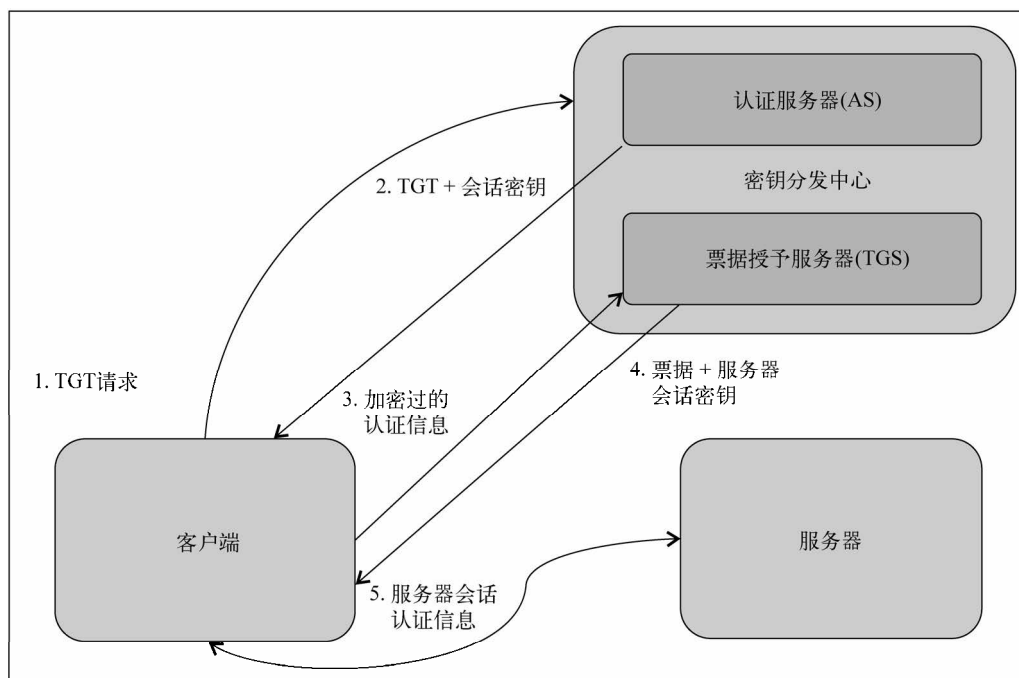 认证服务器(AS)
2. TGT + 会话密钥
密钥分发中心
票据授予服务器(TGS)
1. TGT请求
3. 加密过的
认证信息
4. 票据 + 服务器
会话密钥
客户端
服务器
5. 服务器会话
认证信息